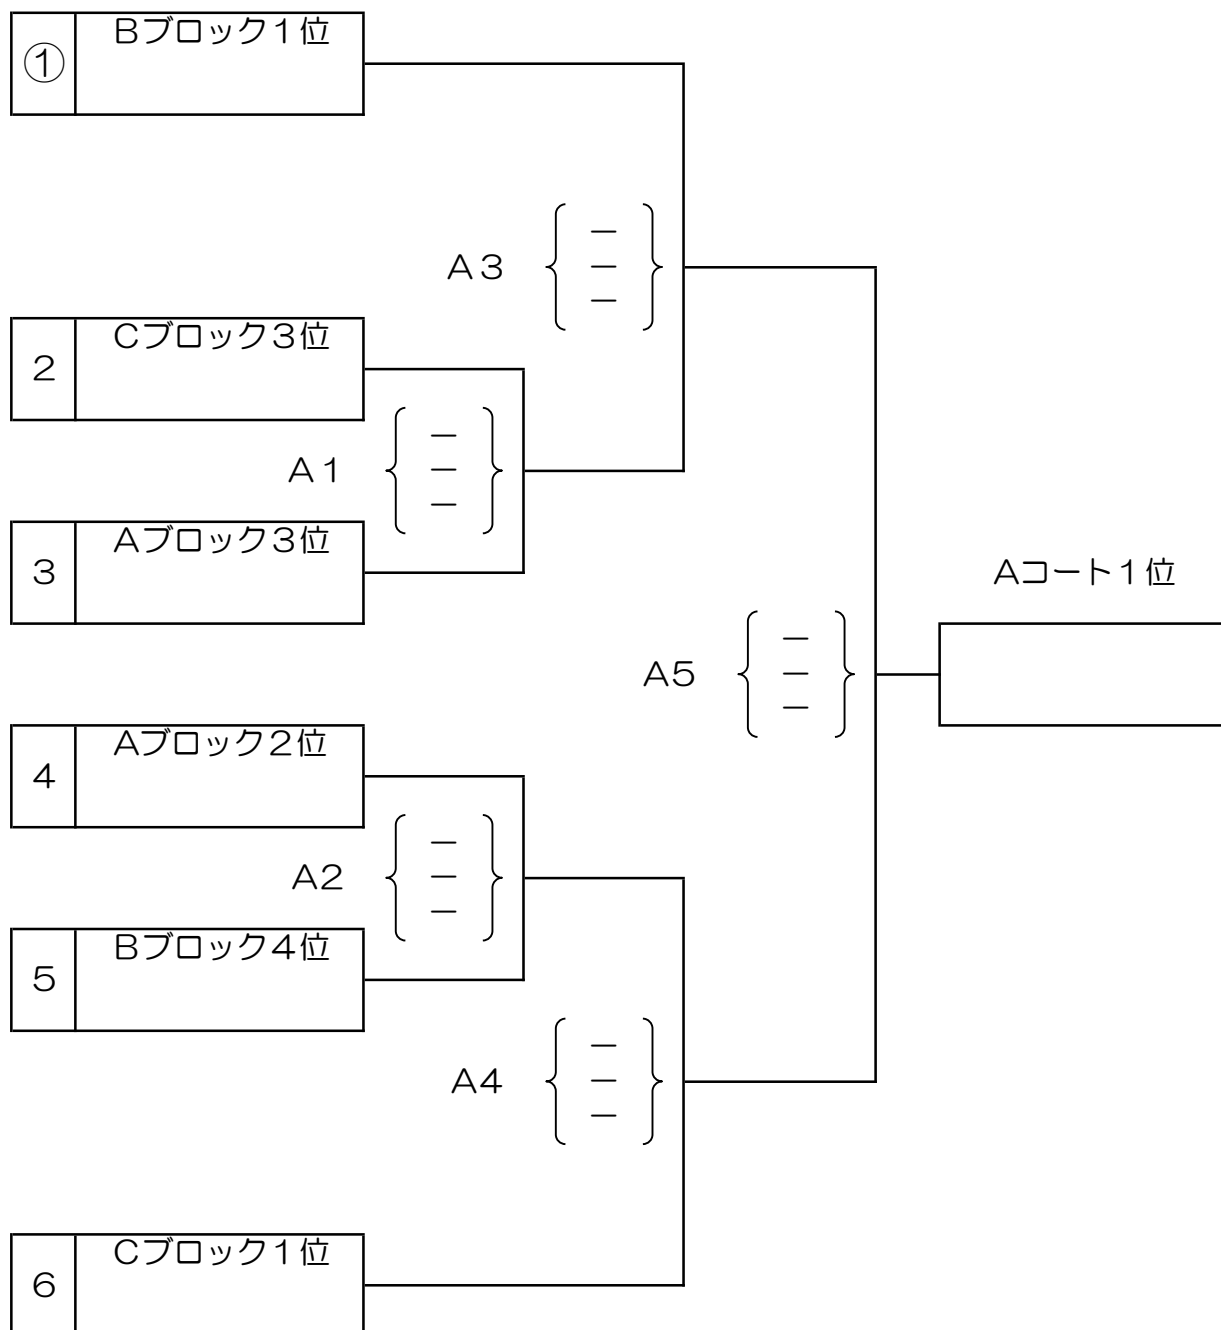 Bブロック１位
①
A３
Cブロック３位
２
A１
Aブロック３位
３
Aコート１位
A５
Aブロック２位
４
A２
Bブロック４位
５
A４
Cブロック１位
６